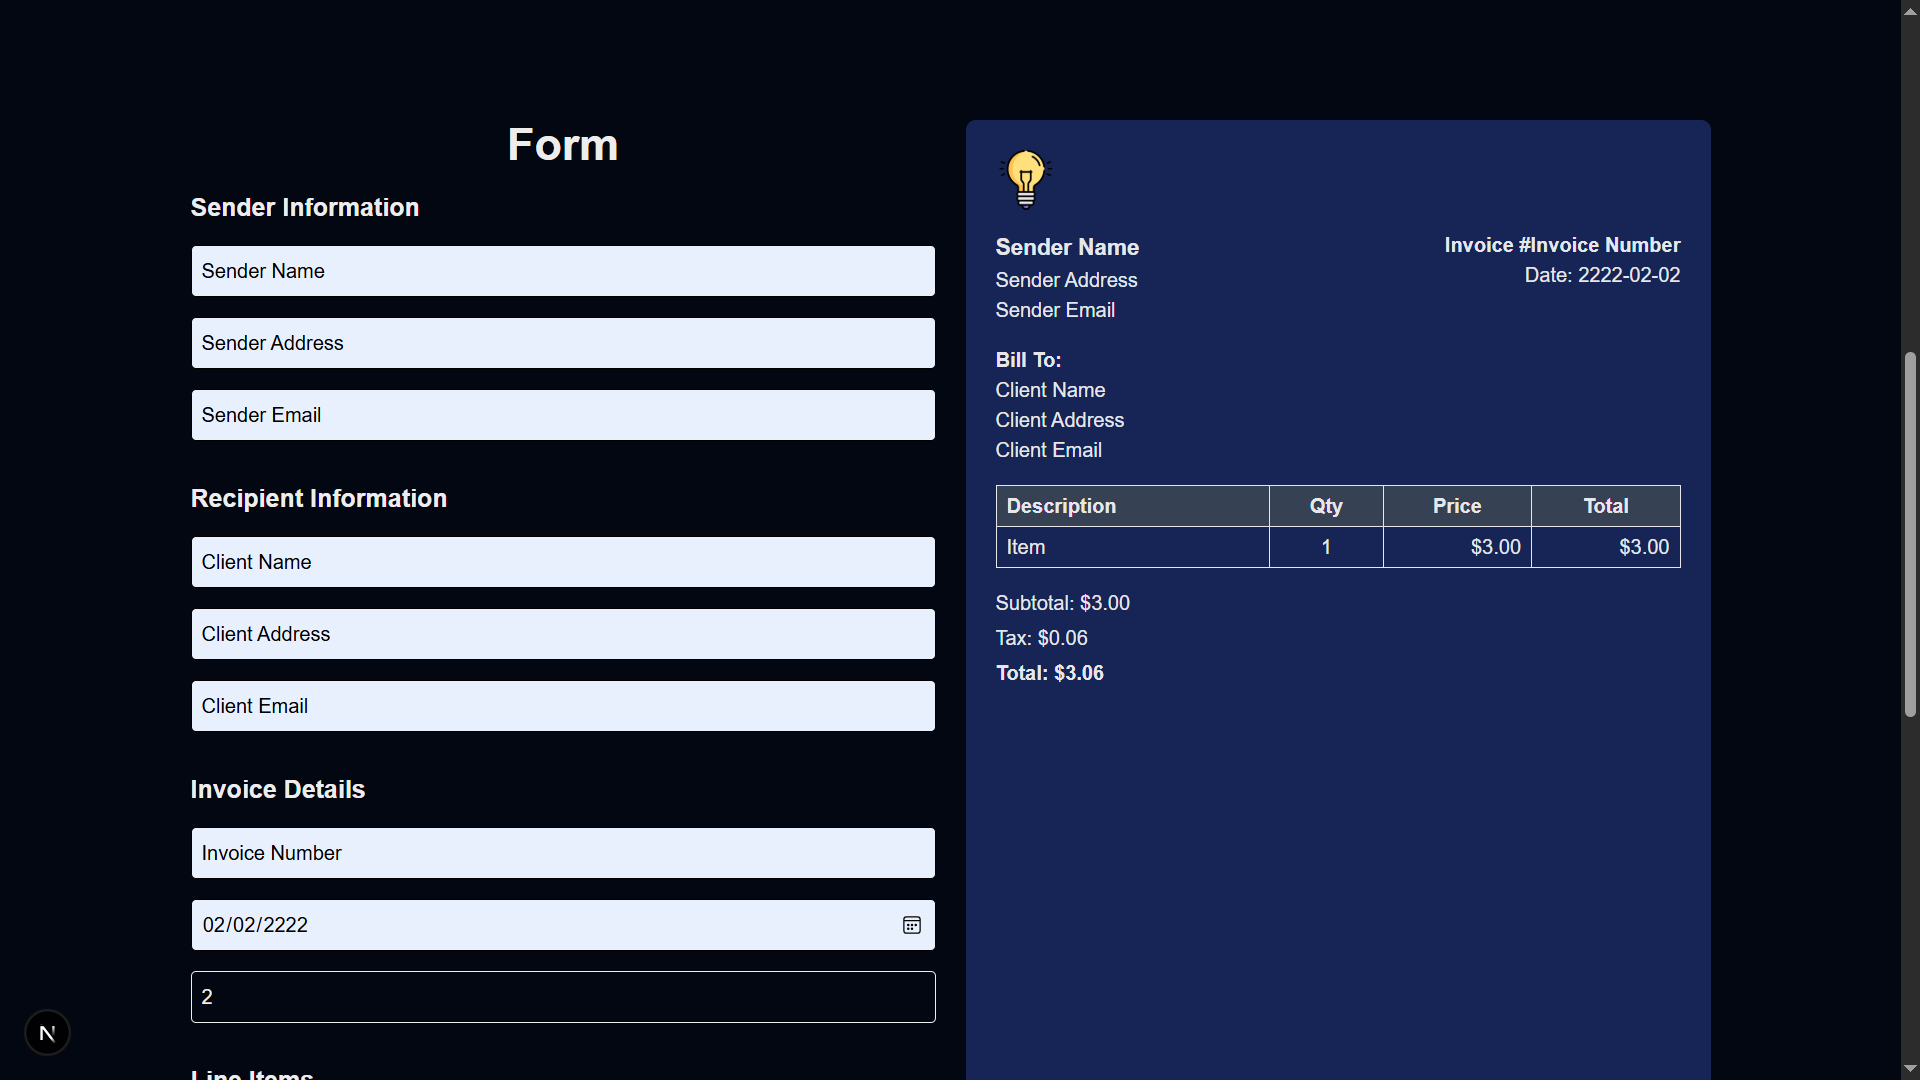 Form
Sender Information
Sender Name
Sender Address
Sender Email
Recipient Information
Client Name
Client Address
Client Email
Invoice Details
Invoice Number
02/02/2222
2
Line Items
N
Sender Name
Sender Address
Sender Email
Invoice #Invoice Number
Date: 2222-02-02
Bill To:
Client Name
Client Address
Client Email
Description Qty Price Total
Item 1 $3.00 $3.00
Subtotal: $3.00
Tax: $0.06
Total: $3.06